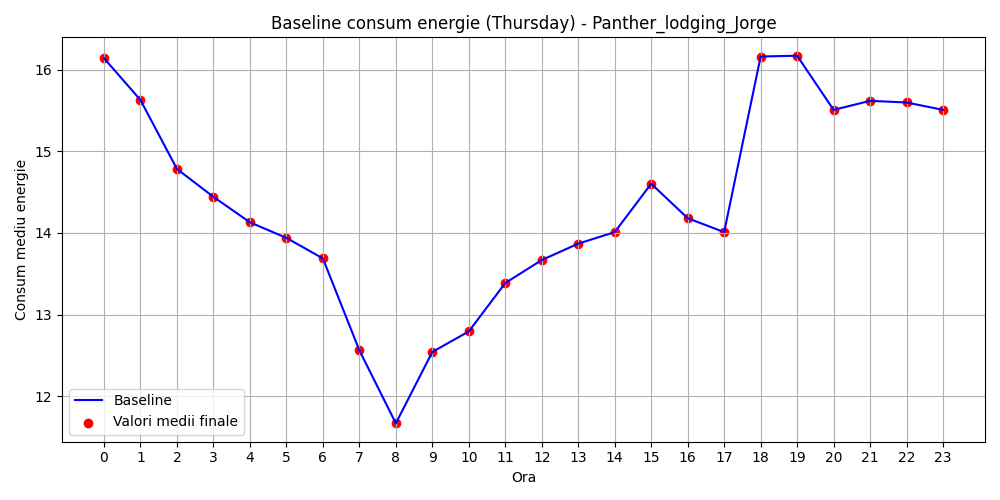 Baseline consum energie (Thursday) - Panther_lodging_Jorge
Consum mediu energie
16
15
14
13
12
Baseline
Valori medii finale
0 1 2 3 4 5 6 7 8 9 10 11 12 13 14 15 16 17 18 19 20 21 22 23
Ora